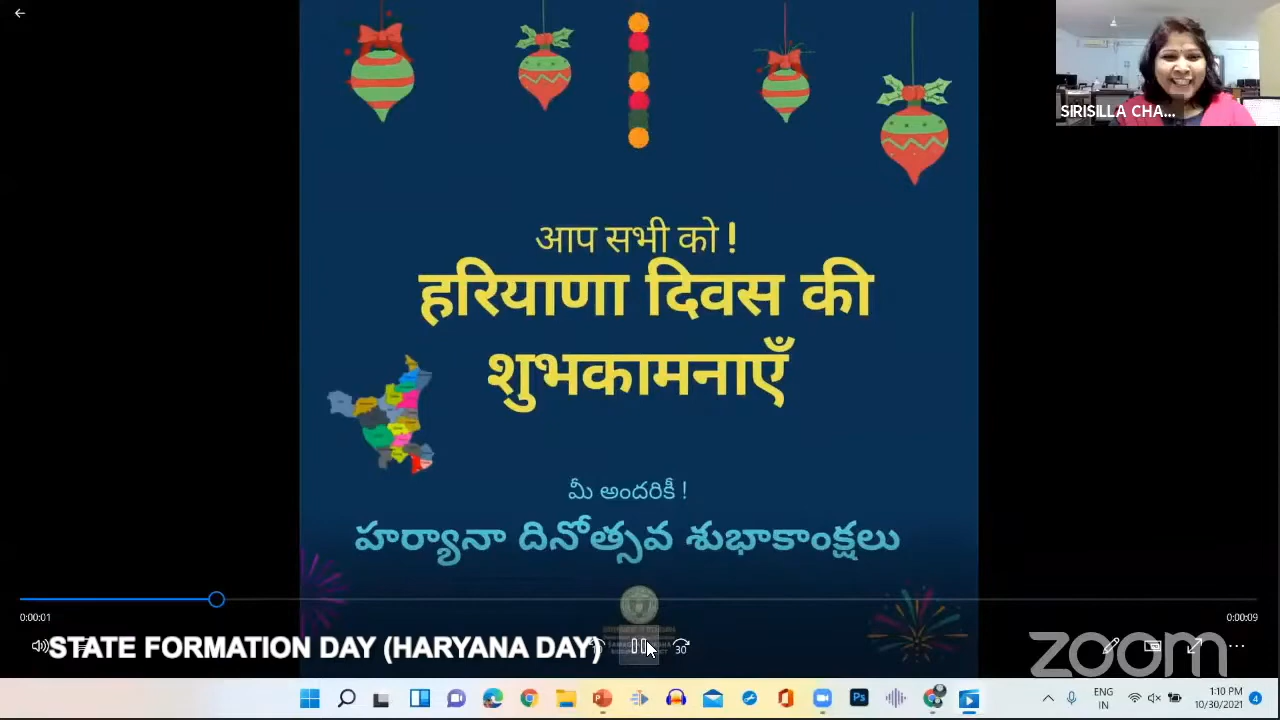 SIRISILLA CHA...
आप सभी को !
हरियाणा दिवस की
शुभकामनाएँ
మీ అందరికీ !
హర్యానా దినోత్సవ శుభాకాంక్షలు
0:00:01
0:00:09
STATE FORMATION DAY (HARYANA DAY)
30
zoom
ENG
IN
1:10 PM
10/30/2021
4